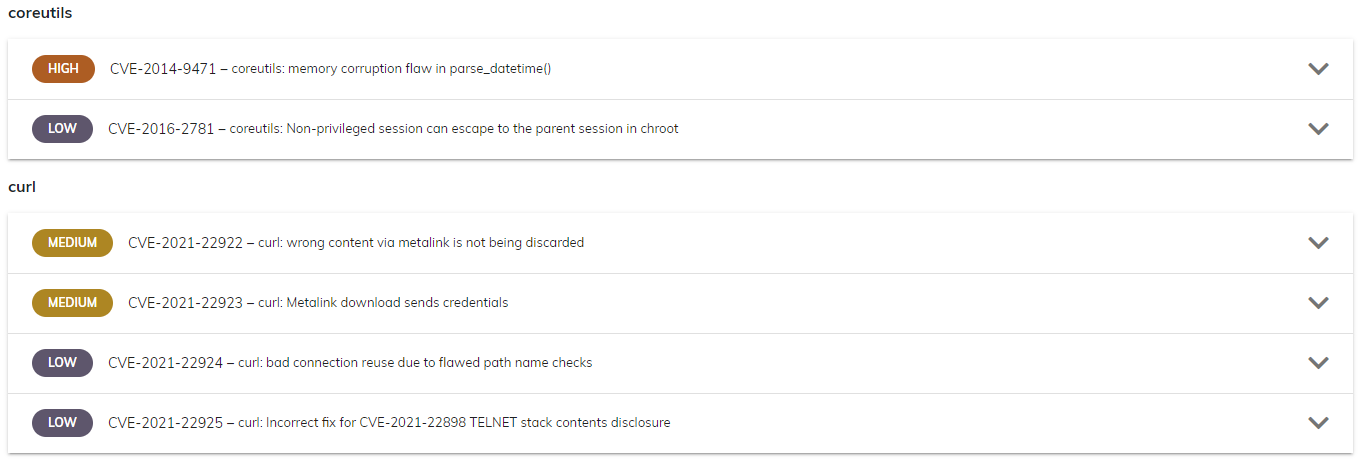 coreutils
HIGH CVE-2014-9471 – coreutils: memory corruption flaw in parse_datetime()
LOW CVE-2016-2781 – coreutils: Non-privileged session can escape to the parent session in chroot
curl
MEDIUM CVE-2021-22922 – curl: wrong content via metalink is not being discarded
MEDIUM CVE-2021-22923 – curl: Metalink download sends credentials
LOW CVE-2021-22924 – curl: bad connection reuse due to flawed path name checks
LOW CVE-2021-22925 – curl: Incorrect fix for CVE-2021-22898 TELNET stack contents disclosure